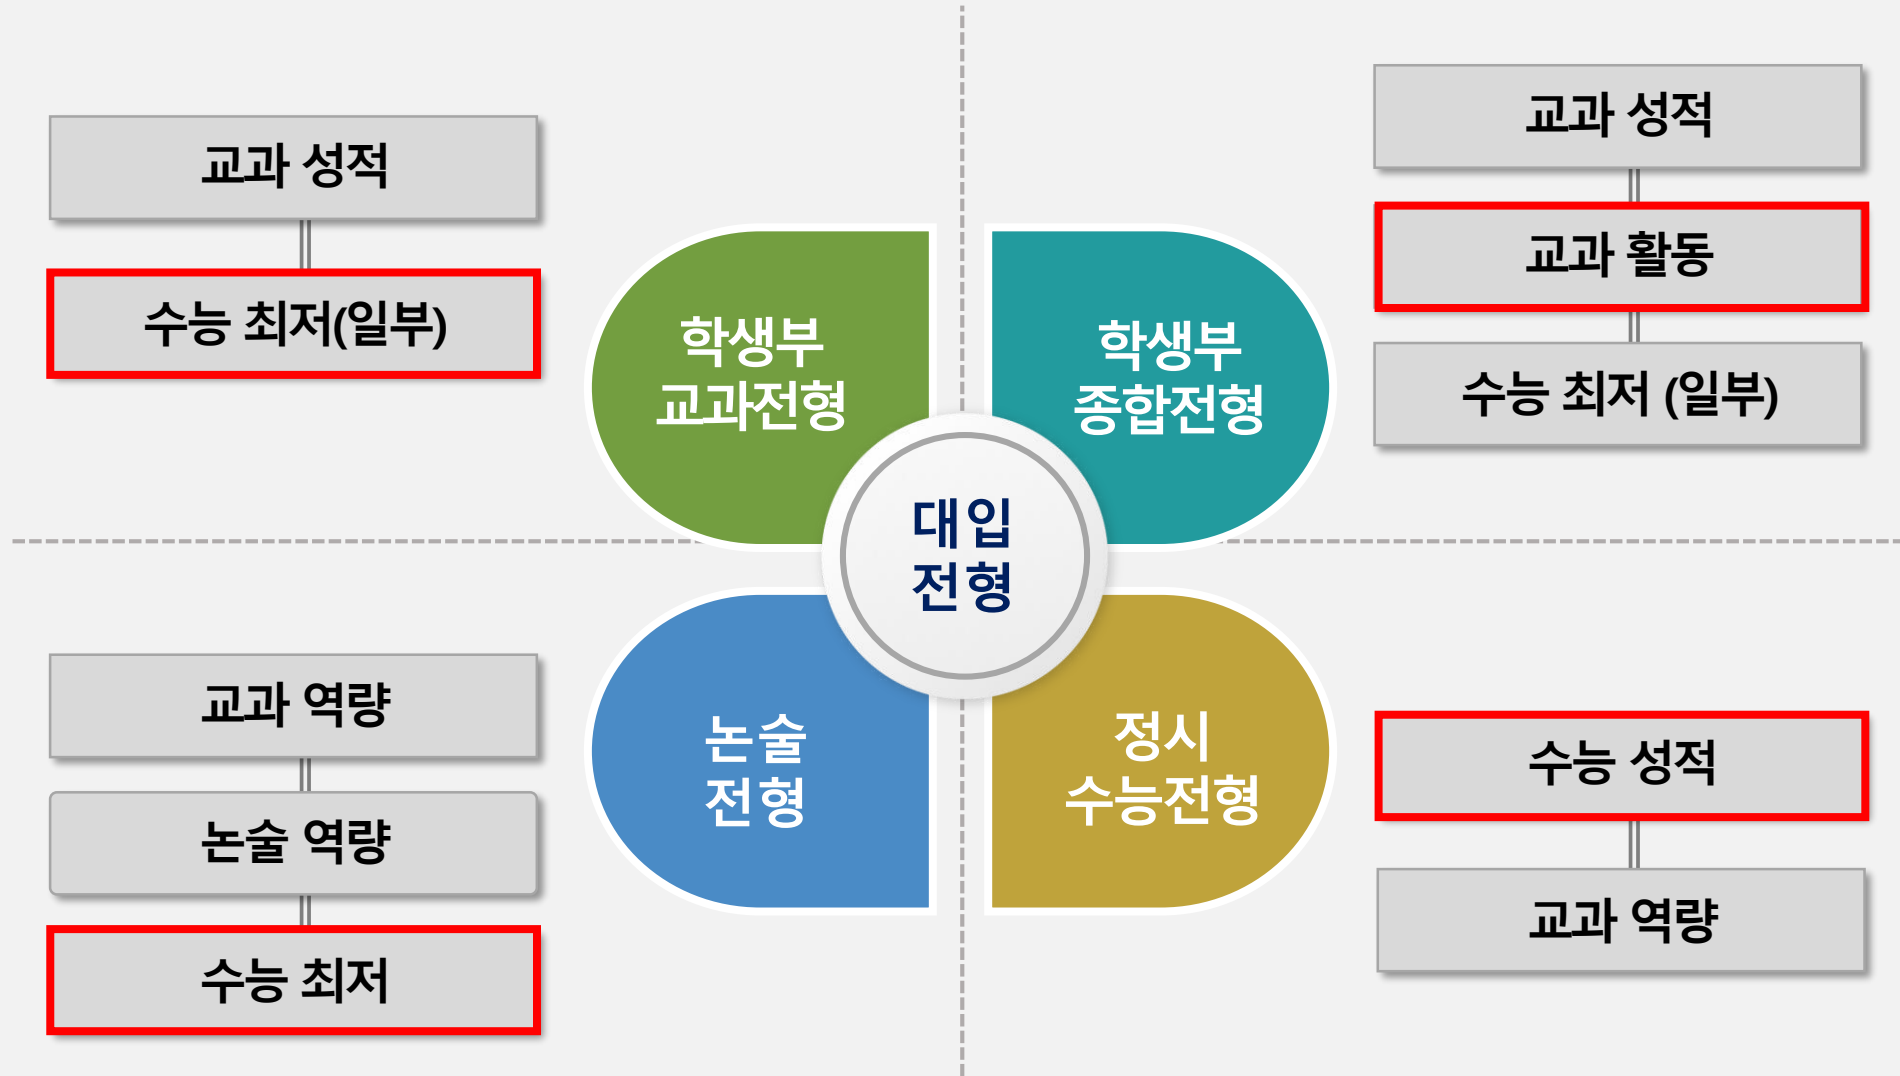 교과 성적
수능 최저(일부)
학생부
교과전형
학생부
종합전형
교과 성적
교과 활동
수능 최저 (일부)
대입
전형
교과 역량
논술 역량
수능 최저
논술
전형
정시
수능전형
수능 성적
교과 역량